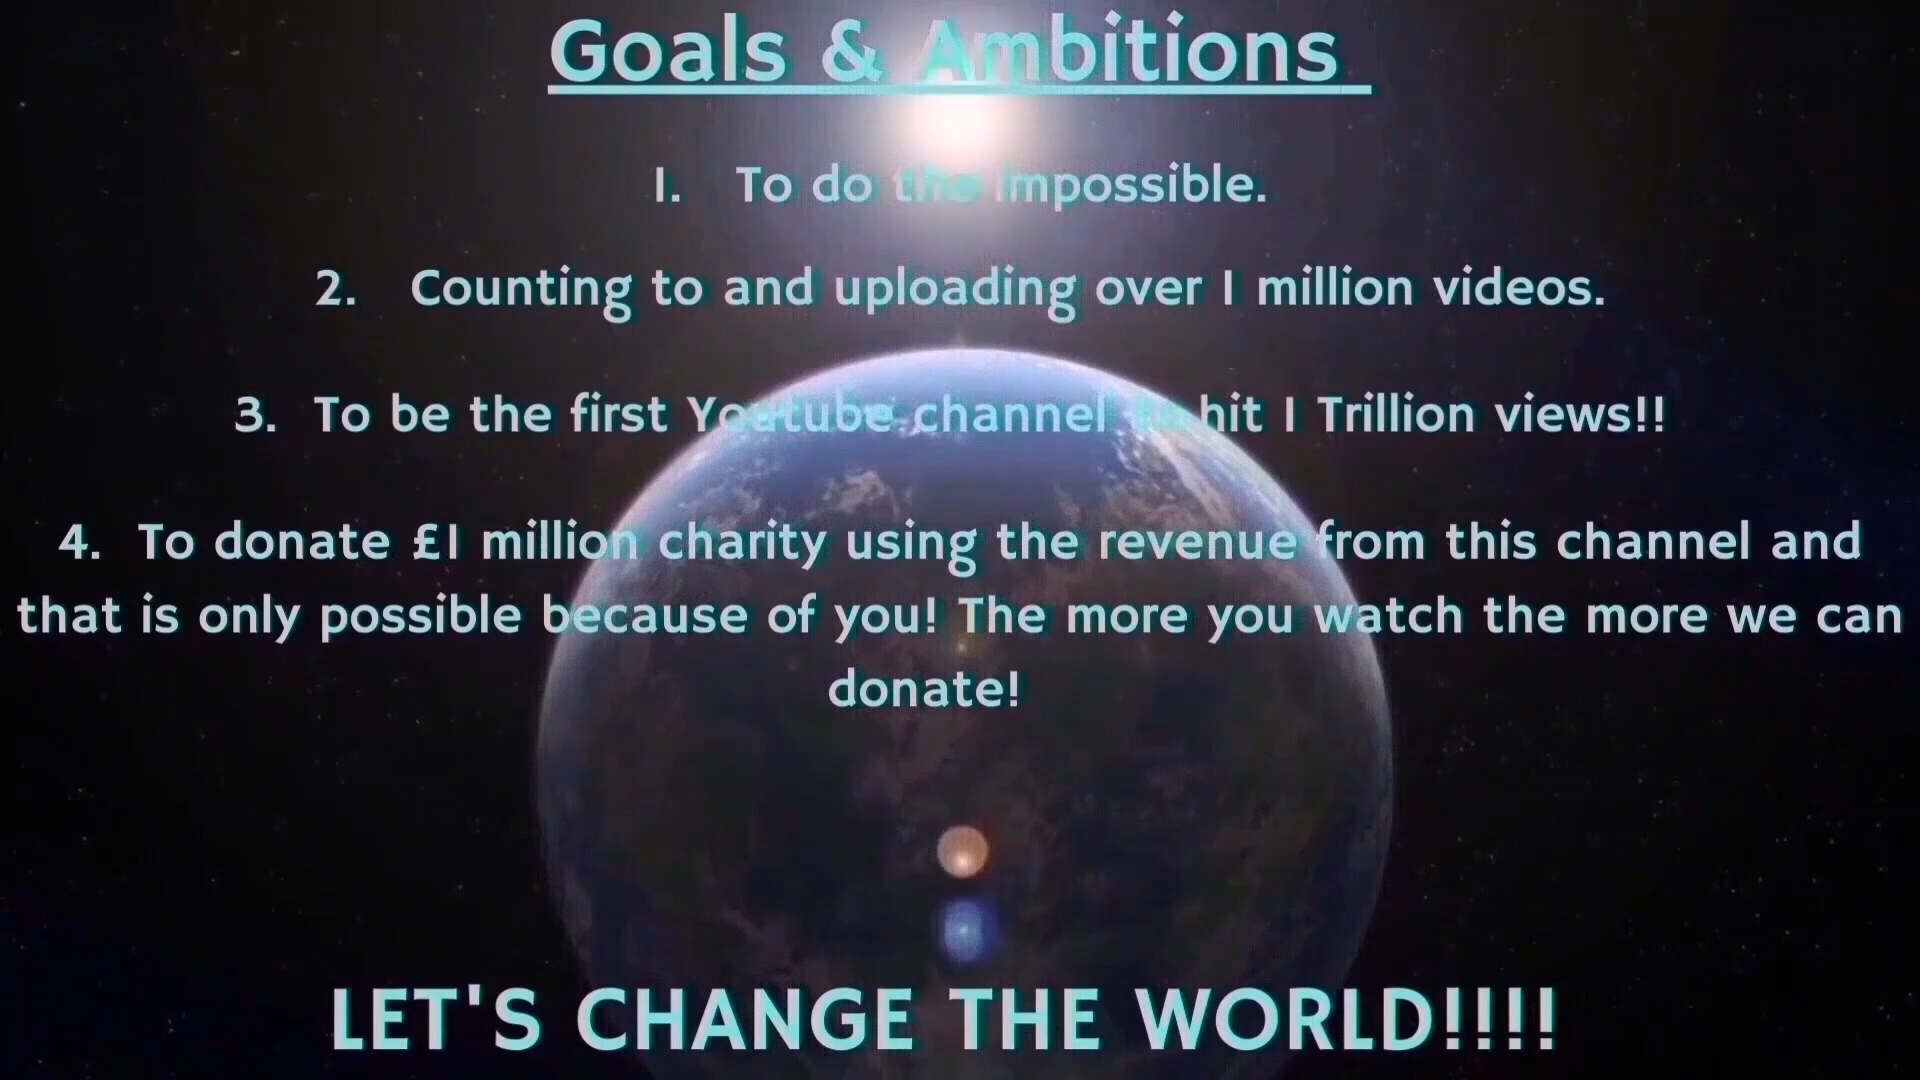 Goals & Ambitions
1. To do the impossible.
2. Counting to and uploading over 1 million videos.
3. To be the first Youtube channel to hit 1 Trillion views!!
4. To donate £1 million charity using the revenue from this channel and
that is only possible because of you! The more you watch the more we can
donate!
LET'S CHANGE THE WORLD!!!!